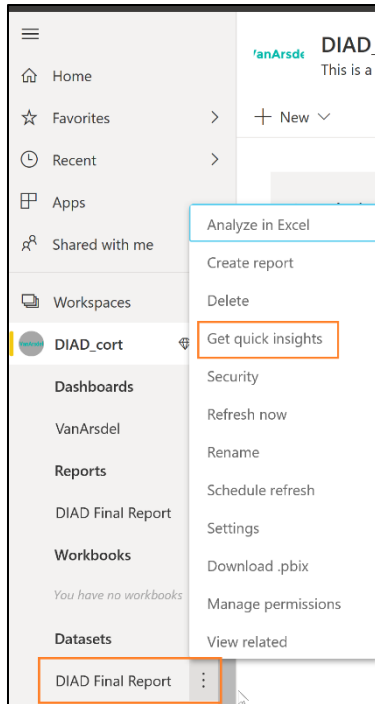 VanArsde
DIAD_
This is a
Home
Favorites
New
Recent
Apps
Shared with me
Analyze in Excel
Create report
Delete
Workspaces
Get quick insights
DIAD_cort
Security
Dashboards
Refresh now
VanArsdel
Rename
Reports
Schedule refresh
DIAD Final Report
Settings
Workbooks
Download .pbix
You have no workbooks
Manage permissions
Datasets
View related
DIAD Final Report